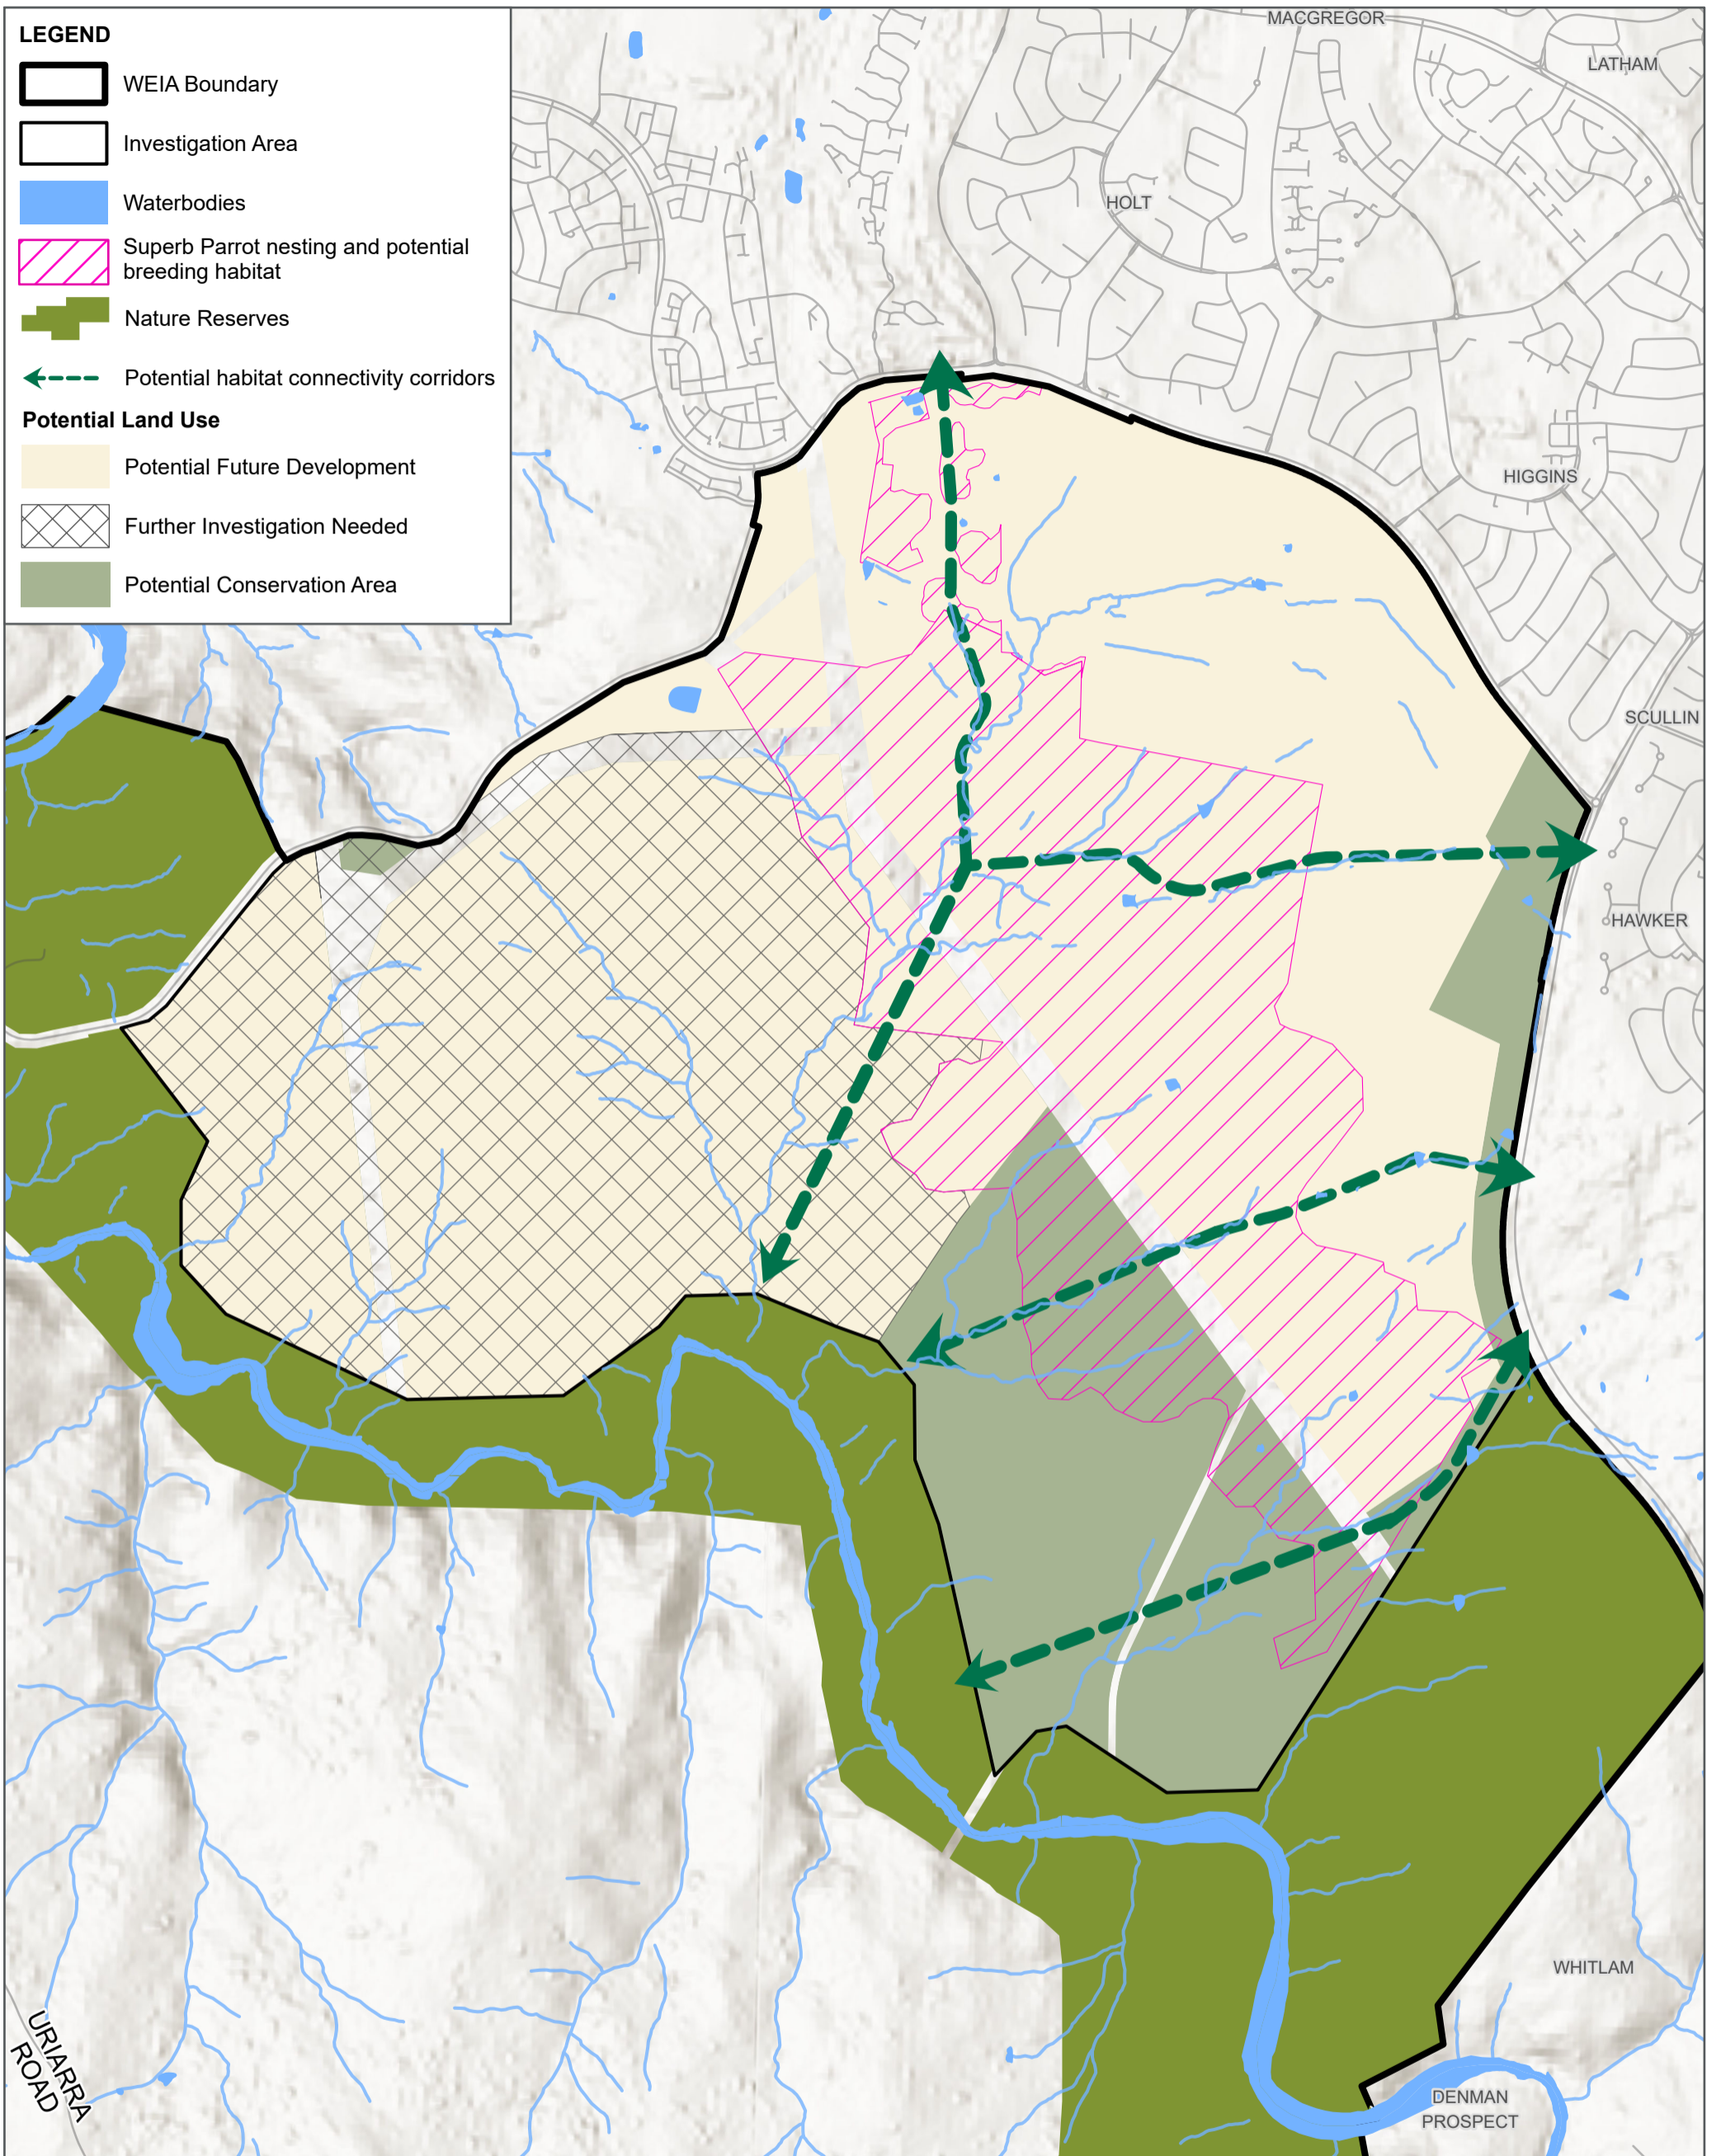 LEGEND
WEIA Boundary
Investigation Area
Waterbodies
Superb Parrot nesting and potential
breeding habitat
Nature Reserves
Potential habitat connectivity corridors
Potential Land Use
Potential Future Development
Further Investigation Needed
Potential Conservation Area
MACGREGOR
LATHAM
HOLT
HIGGINS
SCULLIN
HAWKER
WHITLAM
DENMAN
PROSPECT
URIARRA
ROAD